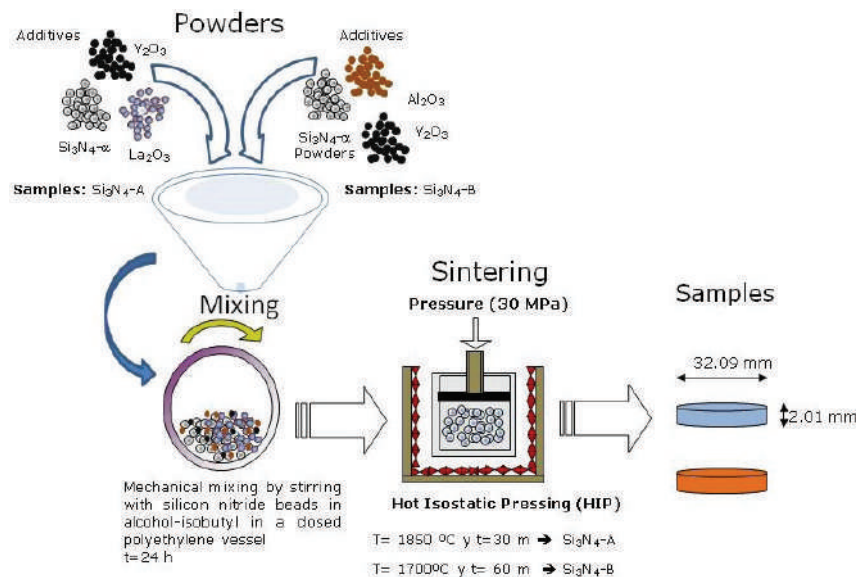 Powders
Additives
Y₂O₃
Si₃N₄-α
La₂O₃
Additives
Al₂O₃
Si₃N₄-α
Powders
Y₂O₃
Samples: Si₃N₄-A
Samples: Si₃N₄-B
Mixing
Mechanical mixing by stirring
with silicon nitride beads in
alcohol-isobutyl in a closed
polyethylene vessel
t=24 h
Sintering
Pressure (30 MPa)
Hot Isostatic Pressing (HIP)
T= 1850 ºC y t=30 m → Si₃N₄-A
T= 1700ºC y t= 60 m → Si₃N₄-B
Samples
32.09 mm
2.01 mm